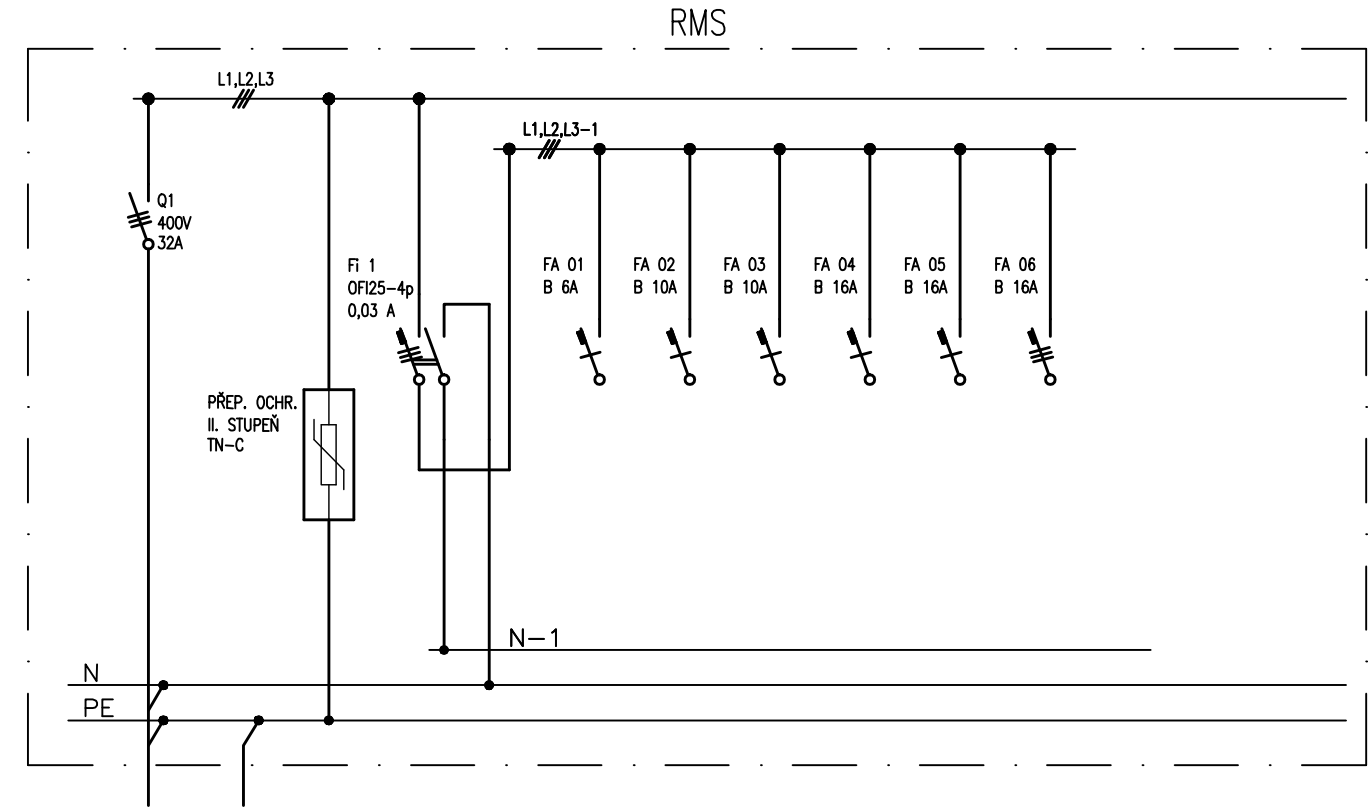 RMS
L1,L2,L3
L1,L2,L3-1
Q1
400V
32A
Fi 1
OFI25-4p
0,03 A
FA 01
B 6A
FA 02
B 10A
FA 03
B 10A
FA 04
B 16A
FA 05
B 16A
FA 06
B 16A
PŘEP. OCHR.
II. STUPEŇ
TN-C
N-1
N
PE